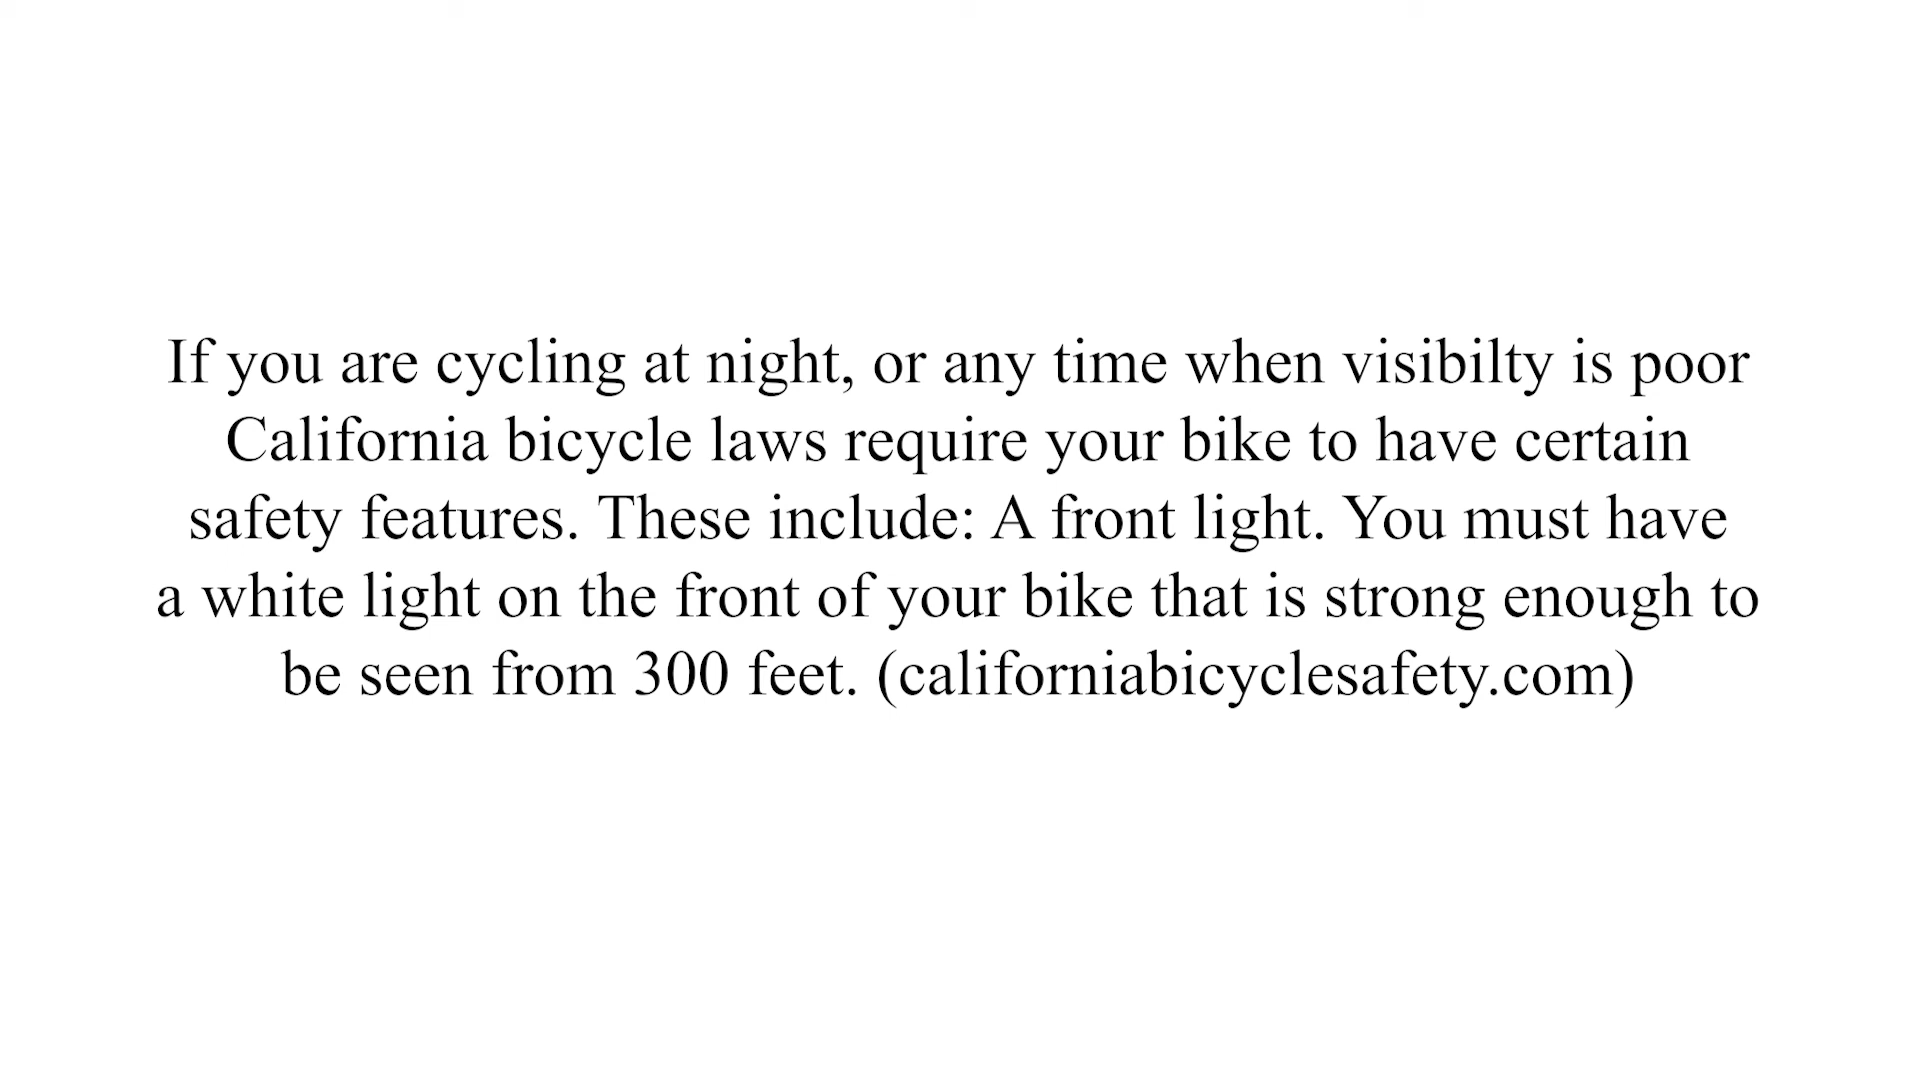 If you are cycling at night, or any time when visibilty is poor
California bicycle laws require your bike to have certain
safety features. These include: A front light. You must have
a white light on the front of your bike that is strong enough to
be seen from 300 feet. (californiabicyclesafety.com)